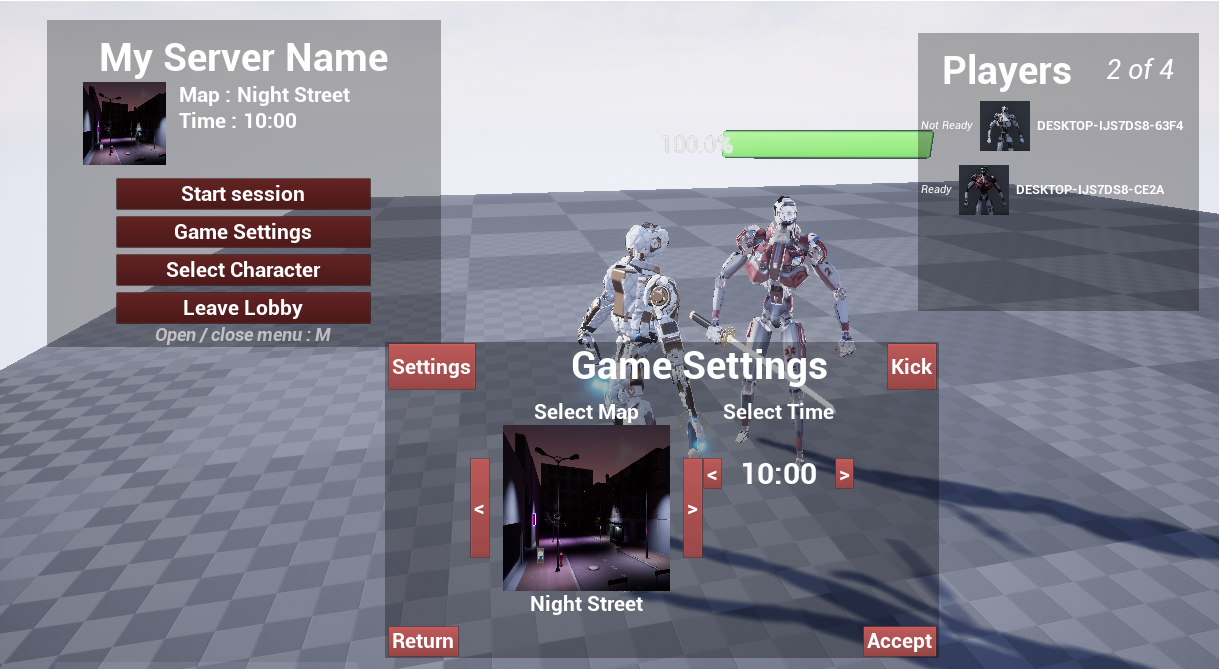 My Server Name
Map : Night Street
Time : 10:00
Start session
Game Settings
Select Character
Leave Lobby
Open / close menu : M
100.0%
Players 2 of 4
Not Ready DESKTOP-IJS7DS8-63F4
Ready DESKTOP-IJS7DS8-CE2A
Settings Game Settings Kick
Select Map Select Time
< > < 10:00 >
Night Street
Return Accept